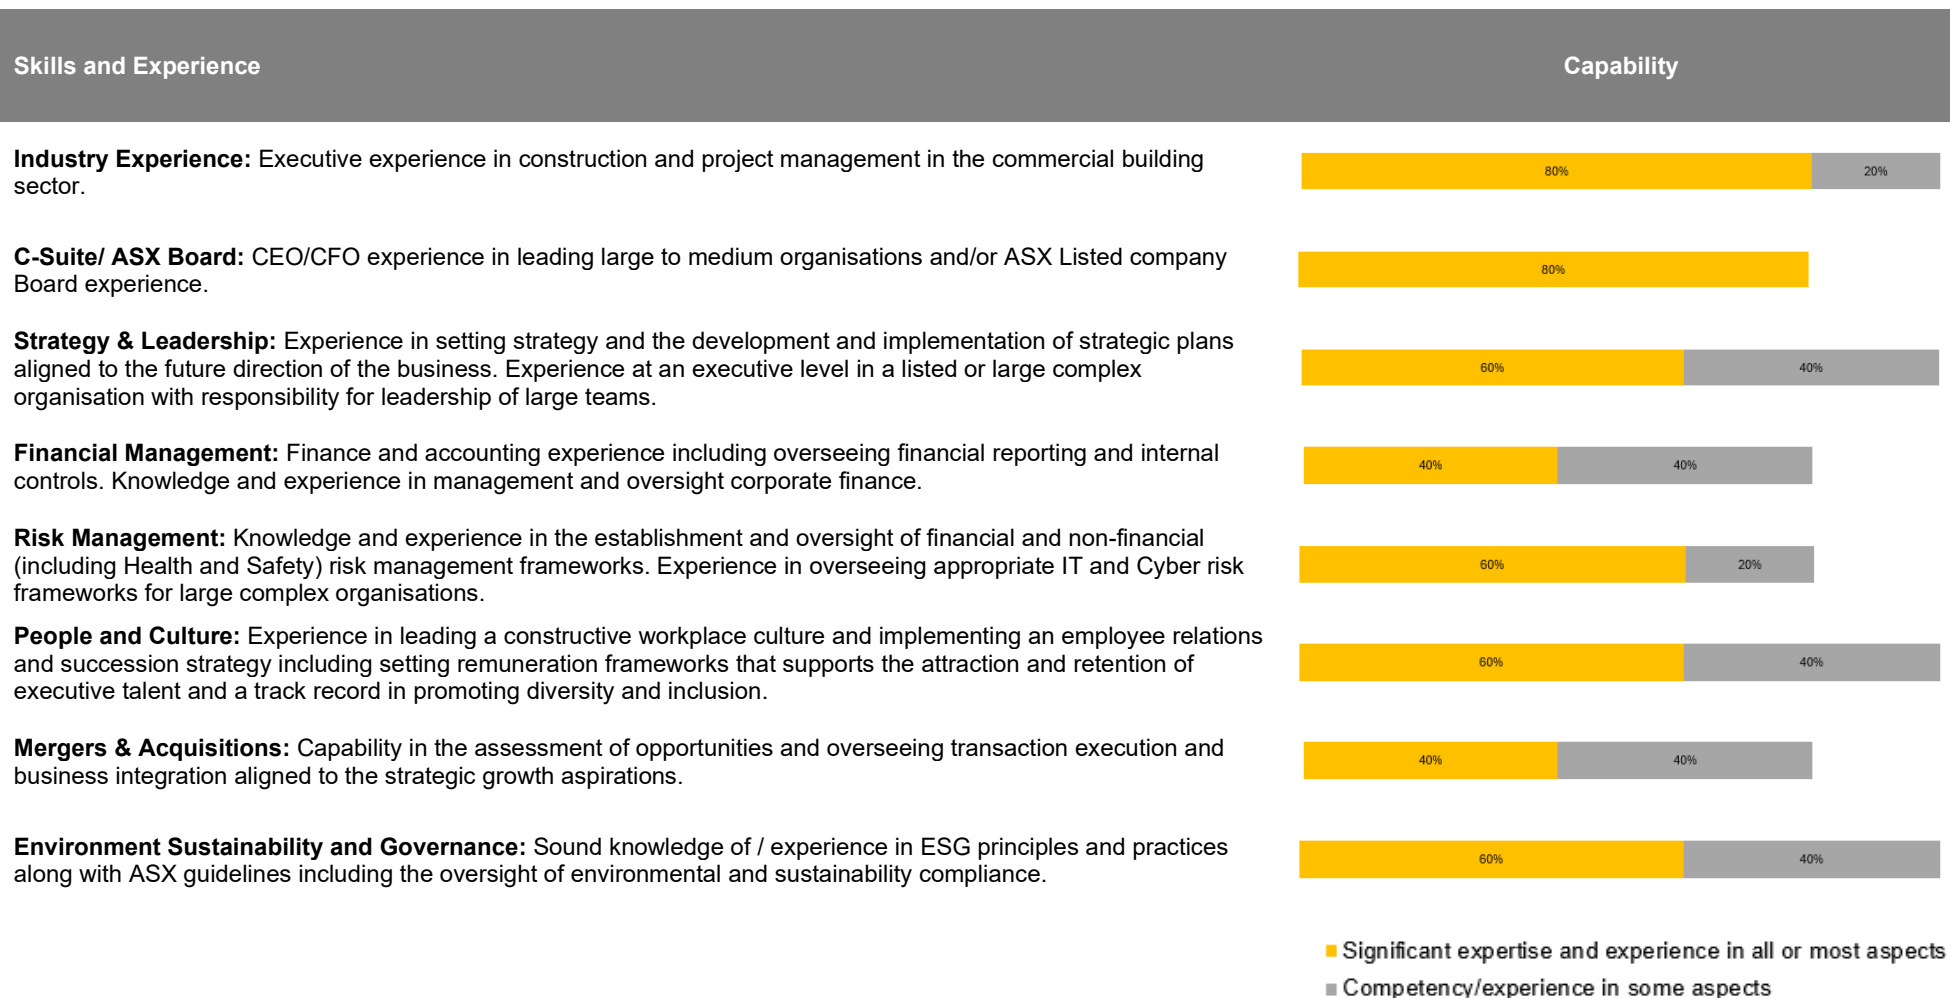 Skills and Experience
Capability
Industry Experience: Executive experience in construction and project management in the commercial building
sector.
80%
20%
C-Suite/ ASX Board: CEO/CFO experience in leading large to medium organisations and/or ASX Listed company
Board experience.
80%
Strategy & Leadership: Experience in setting strategy and the development and implementation of strategic plans
aligned to the future direction of the business. Experience at an executive level in a listed or large complex
organisation with responsibility for leadership of large teams.
60%
40%
Financial Management: Finance and accounting experience including overseeing financial reporting and internal
controls. Knowledge and experience in management and oversight corporate finance.
40%
40%
Risk Management: Knowledge and experience in the establishment and oversight of financial and non-financial
(including Health and Safety) risk management frameworks. Experience in overseeing appropriate IT and Cyber risk
frameworks for large complex organisations.
60%
20%
People and Culture: Experience in leading a constructive workplace culture and implementing an employee relations
and succession strategy including setting remuneration frameworks that supports the attraction and retention of
executive talent and a track record in promoting diversity and inclusion.
60%
40%
Mergers & Acquisitions: Capability in the assessment of opportunities and overseeing transaction execution and
business integration aligned to the strategic growth aspirations.
40%
40%
Environment Sustainability and Governance: Sound knowledge of / experience in ESG principles and practices
along with ASX guidelines including the oversight of environmental and sustainability compliance.
60%
40%
Significant expertise and experience in all or most aspects
Competency/experience in some aspects